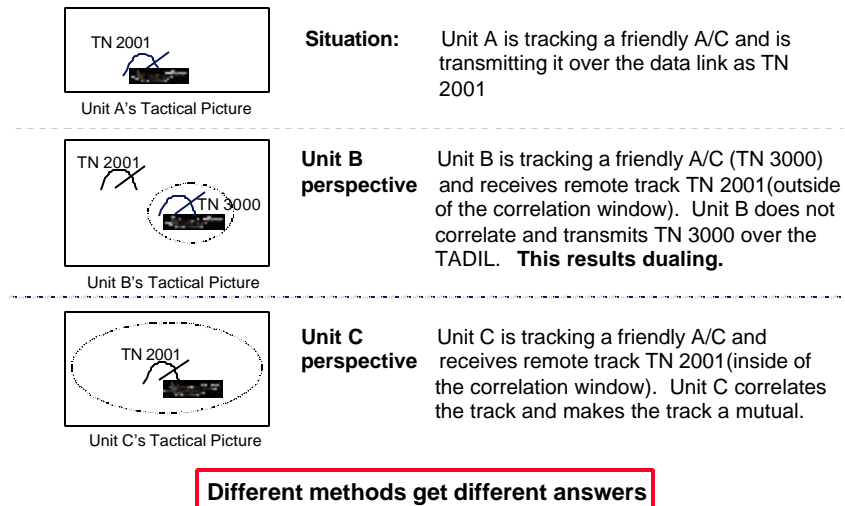 TN 2001
Unit A's Tactical Picture
Situation: Unit A is tracking a friendly A/C and is
transmitting it over the data link as TN
2001
TN 2001
TN 3000
Unit B's Tactical Picture
Unit B Unit B is tracking a friendly A/C (TN 3000)
perspective and receives remote track TN 2001(outside
of the correlation window). Unit B does not
correlate and transmits TN 3000 over the
TADIL. This results dualing.
TN 2001
Unit C's Tactical Picture
Unit C Unit C is tracking a friendly A/C and
perspective receives remote track TN 2001(inside of
the correlation window). Unit C correlates
the track and makes the track a mutual.
Different methods get different answers